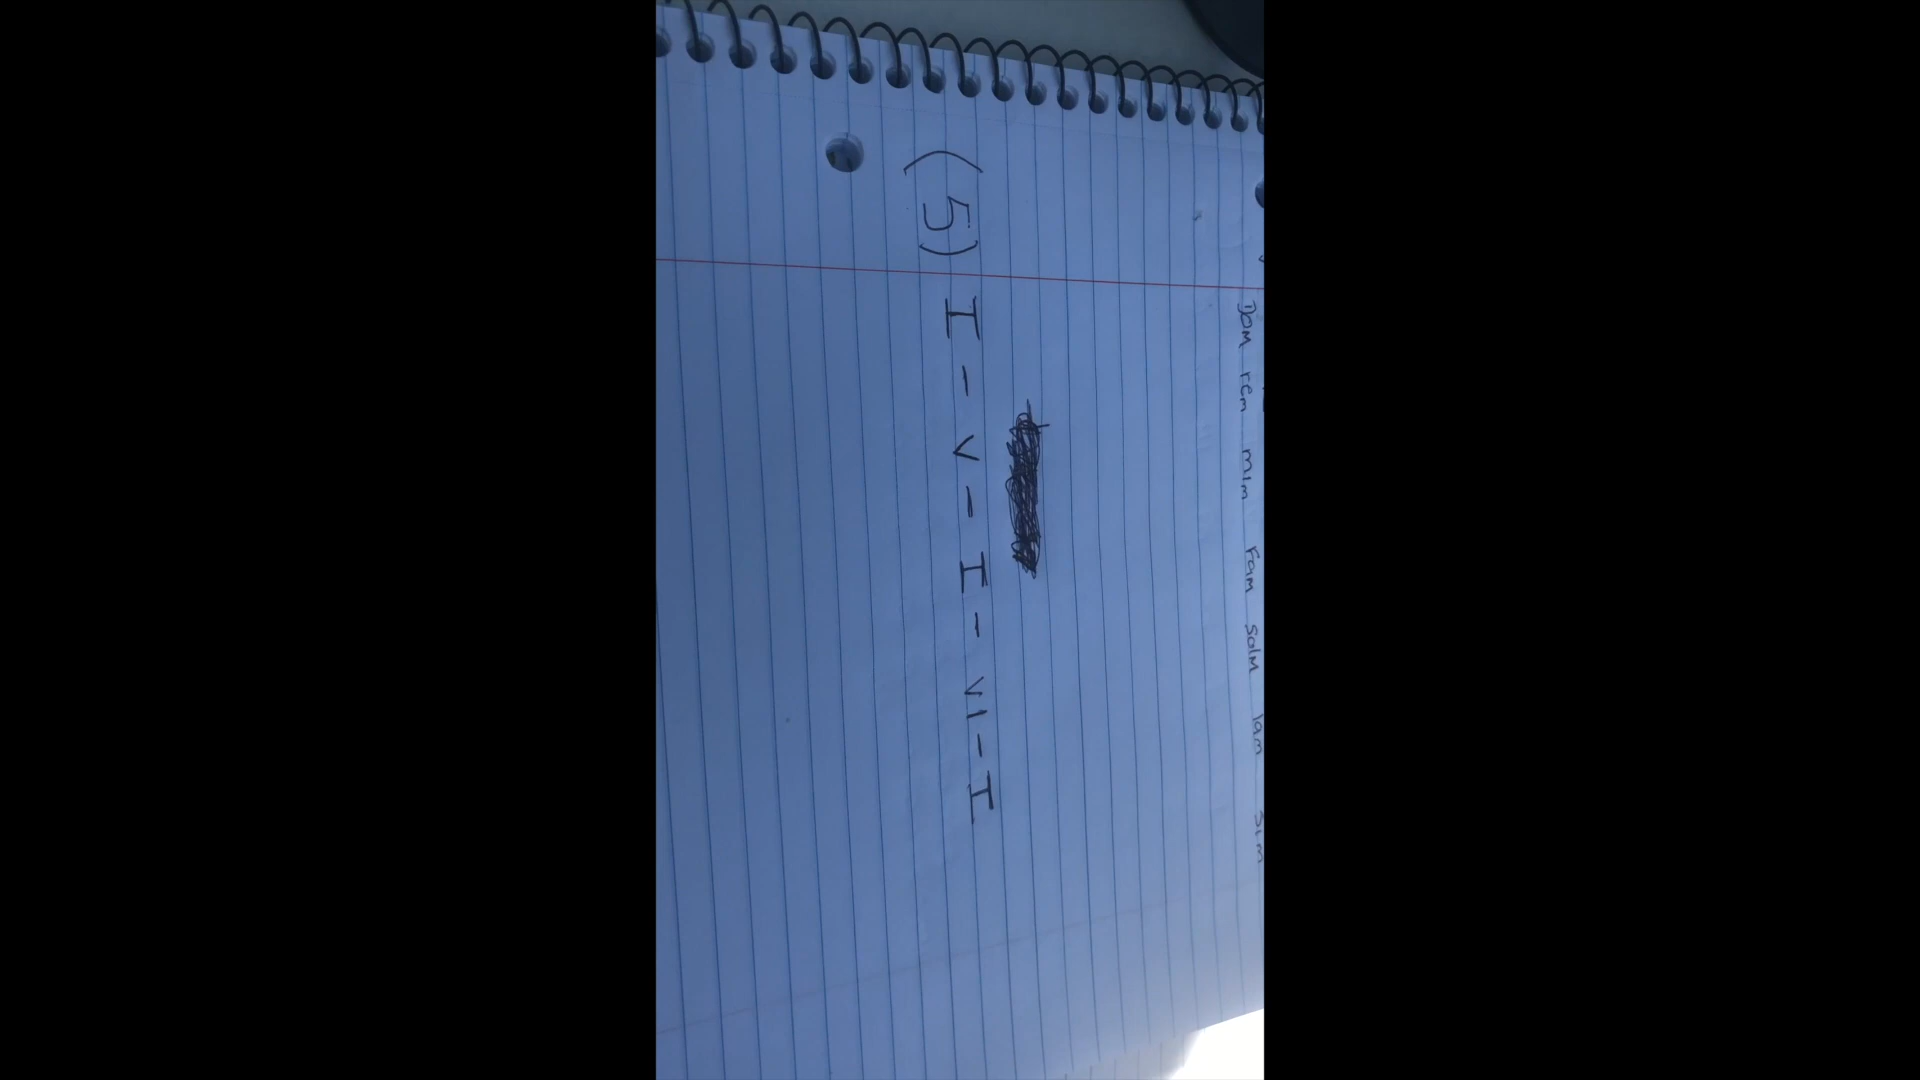 Dom rem mim Fam solm lam sim
(5) I - V - I - VI - I